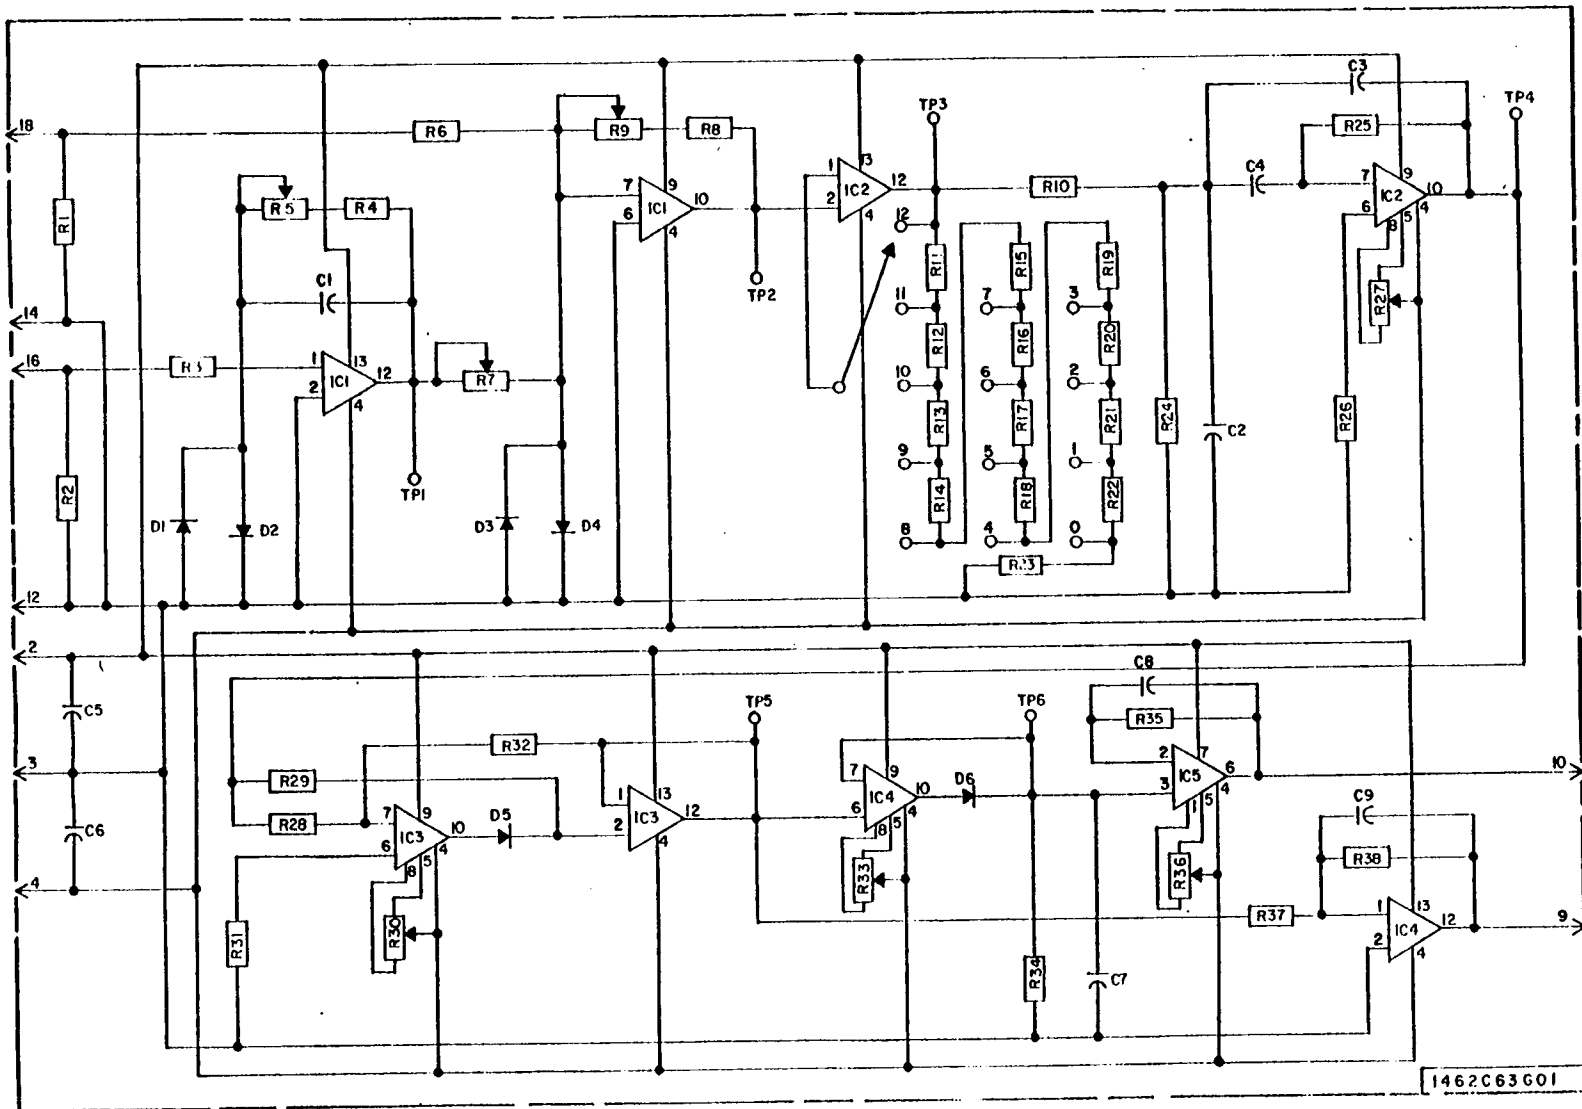 C3
TP3
TP4
18
R6
R9
R8
R25
13
C4
9
1
IC2
12
R10
7
IC2
10
7
9
2
4
6
5
4
8
R5
R4
IC1
10
12
R1
6
4
R11
R15
R19
C1
TP2
R27
14
11
7
3
16
R3
1
13
R12
R16
R20
IC1
12
R7
2
4
10
6
2
R13
R17
R21
R24
R26
C2
9
5
1
R2
TP1
R14
R18
R22
D1
D2
D3
D4
8
4
0
R23
12
2
C8
C5
TP5
TP6
R35
R32
2
7
3
IC5
6
10
R29
7
9
3
4
IC4
10
D6
1
5
C6
R28
7
9
D5
1
13
IC3
12
6
4
C9
IC3
10
2
8
5
6
4
4
R38
5
8
R33
R36
4
R31
R30
R37
1
13
IC4
12
9
2
4
R34
C7
1462C63G01